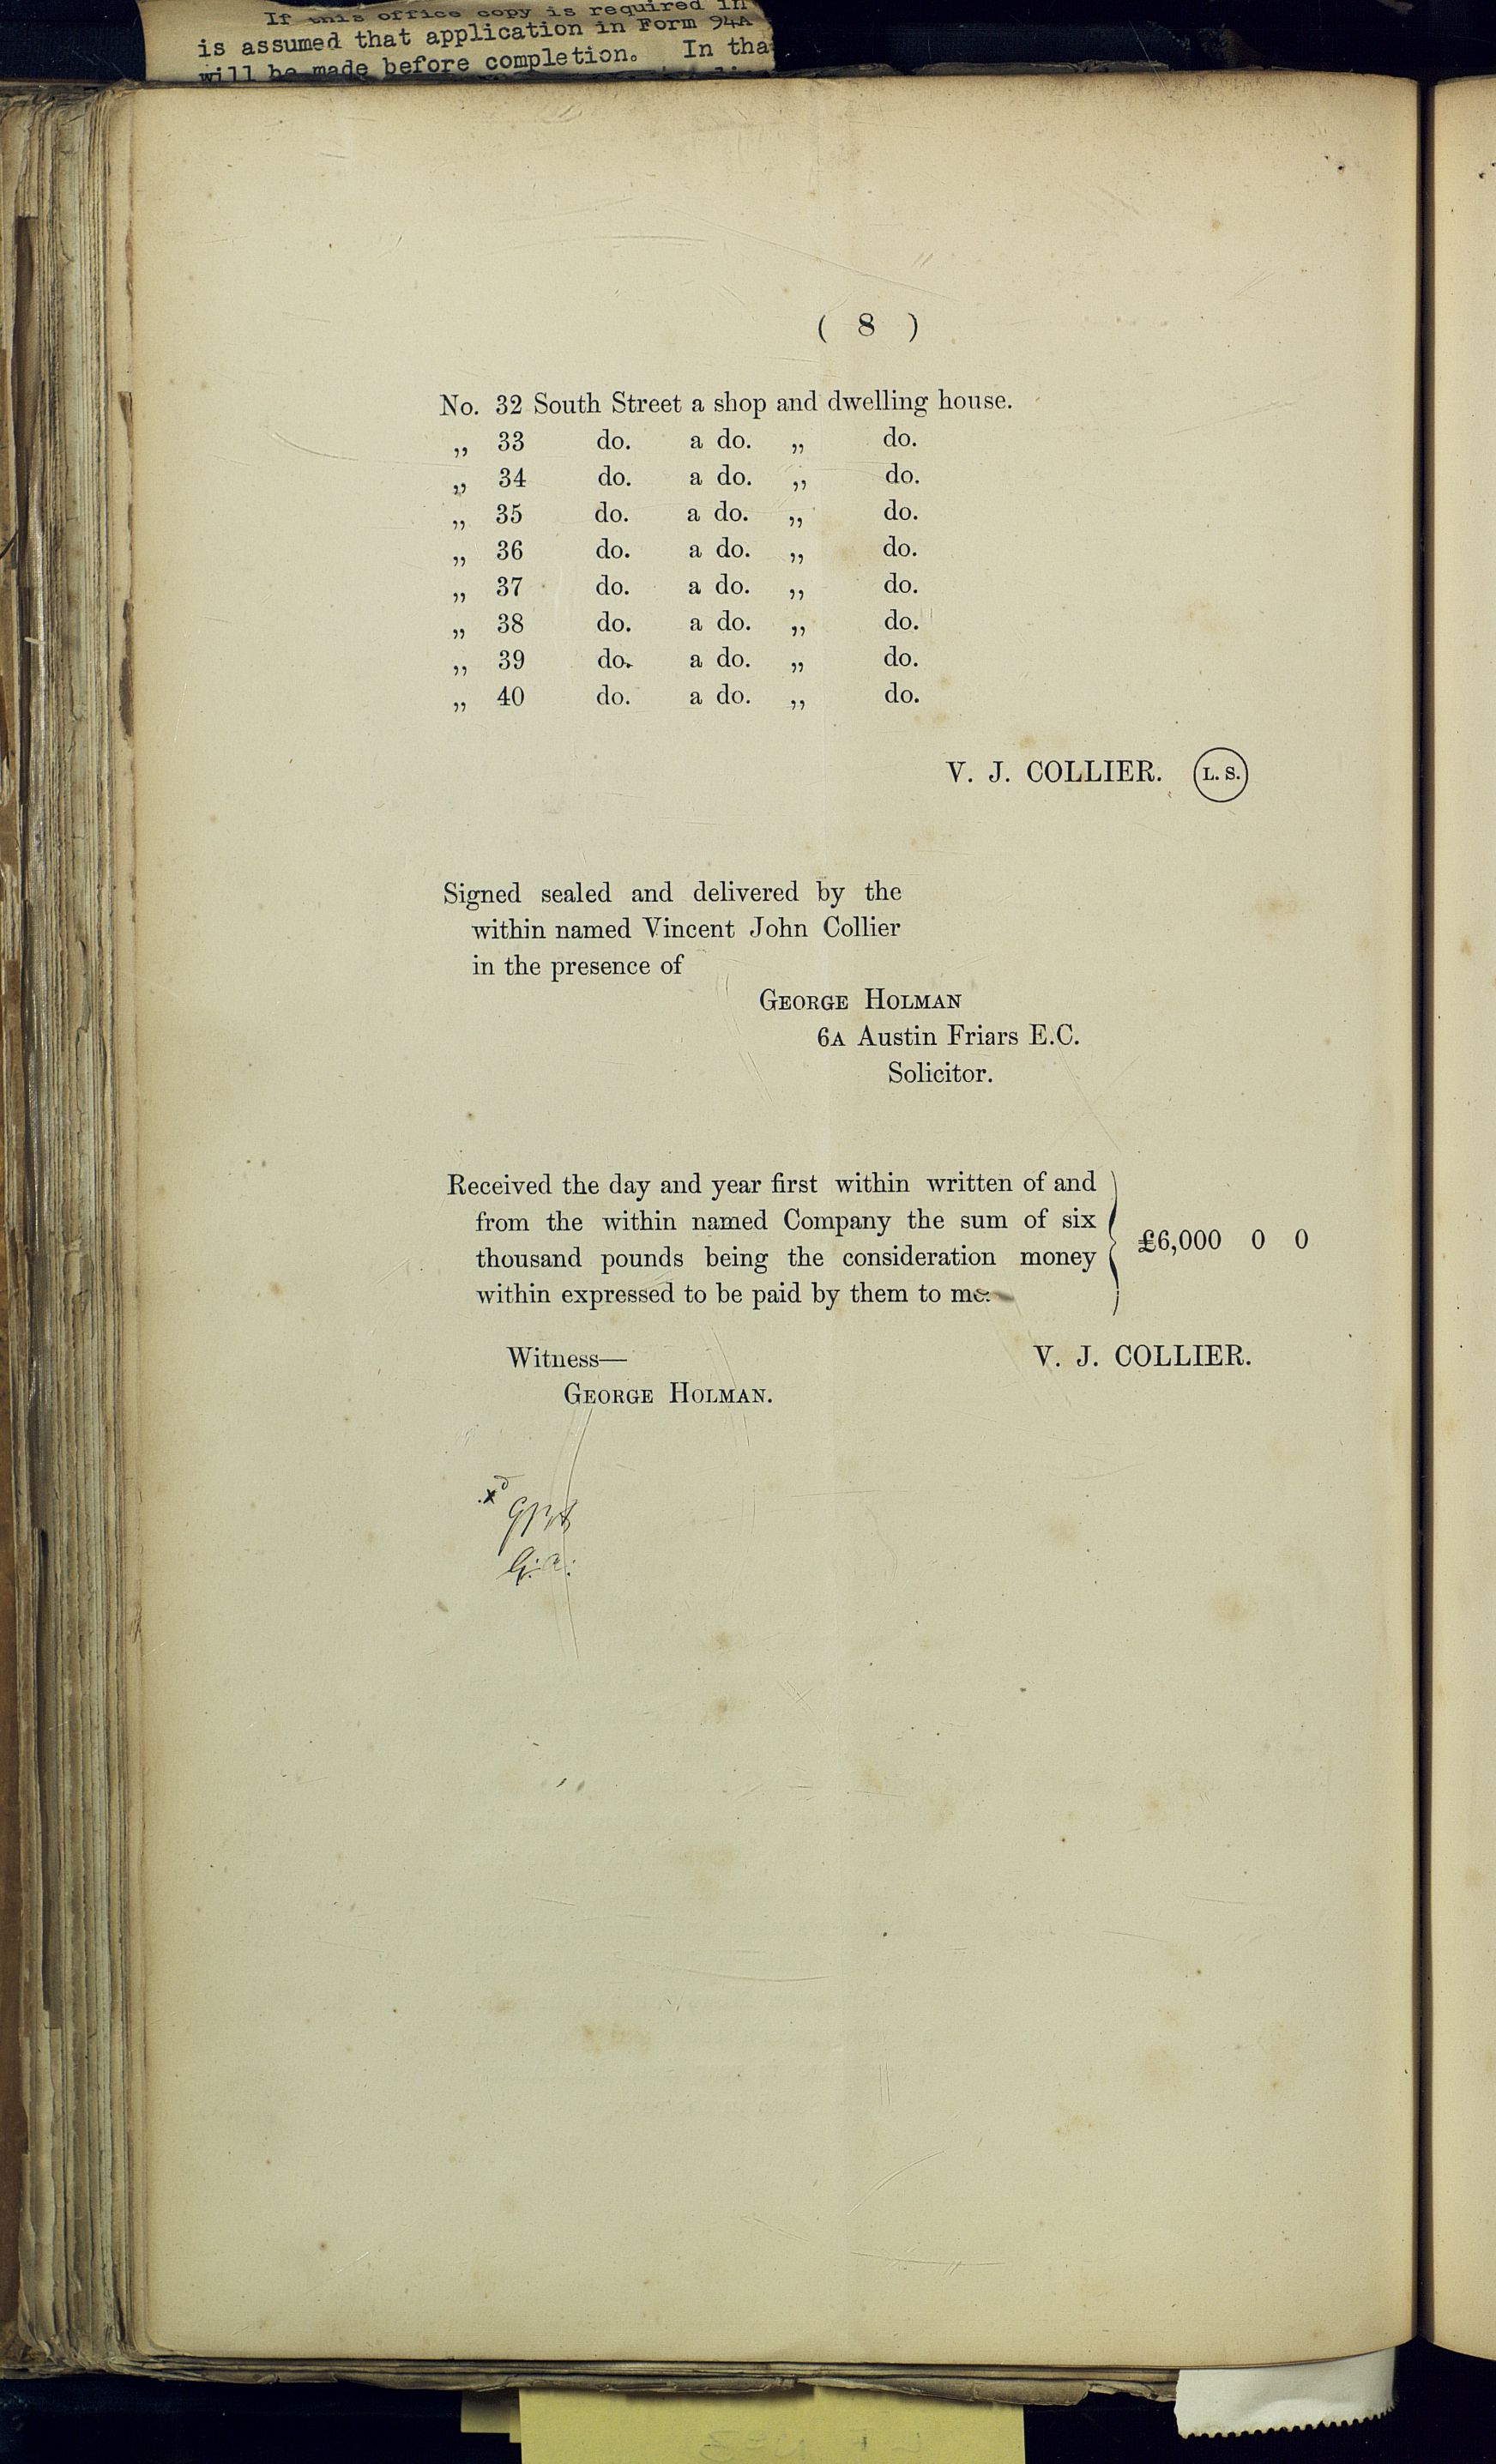 If this office copy is required in
is assumed that application in Form 94A
will be made before completion. In tha
( 8 )
No. 32 South Street a shop and dwelling house.
„ 33 do. a do. „ do.
„ 34 do. a do. „ do.
„ 35 do. a do. „ do.
„ 36 do. a do. „ do.
„ 37 do. a do. „ do.
„ 38 do. a do. „ do.
„ 39 do. a do. „ do.
„ 40 do. a do. „ do.
V. J. COLLIER. L. S.
Signed sealed and delivered by the
within named Vincent John Collier
in the presence of
GEORGE HOLMAN
6A Austin Friars E.C.
Solicitor.
Received the day and year first within written of and
from the within named Company the sum of six
thousand pounds being the consideration money
within expressed to be paid by them to me.
£6,000 0 0
Witness— V. J. COLLIER.
GEORGE HOLMAN.